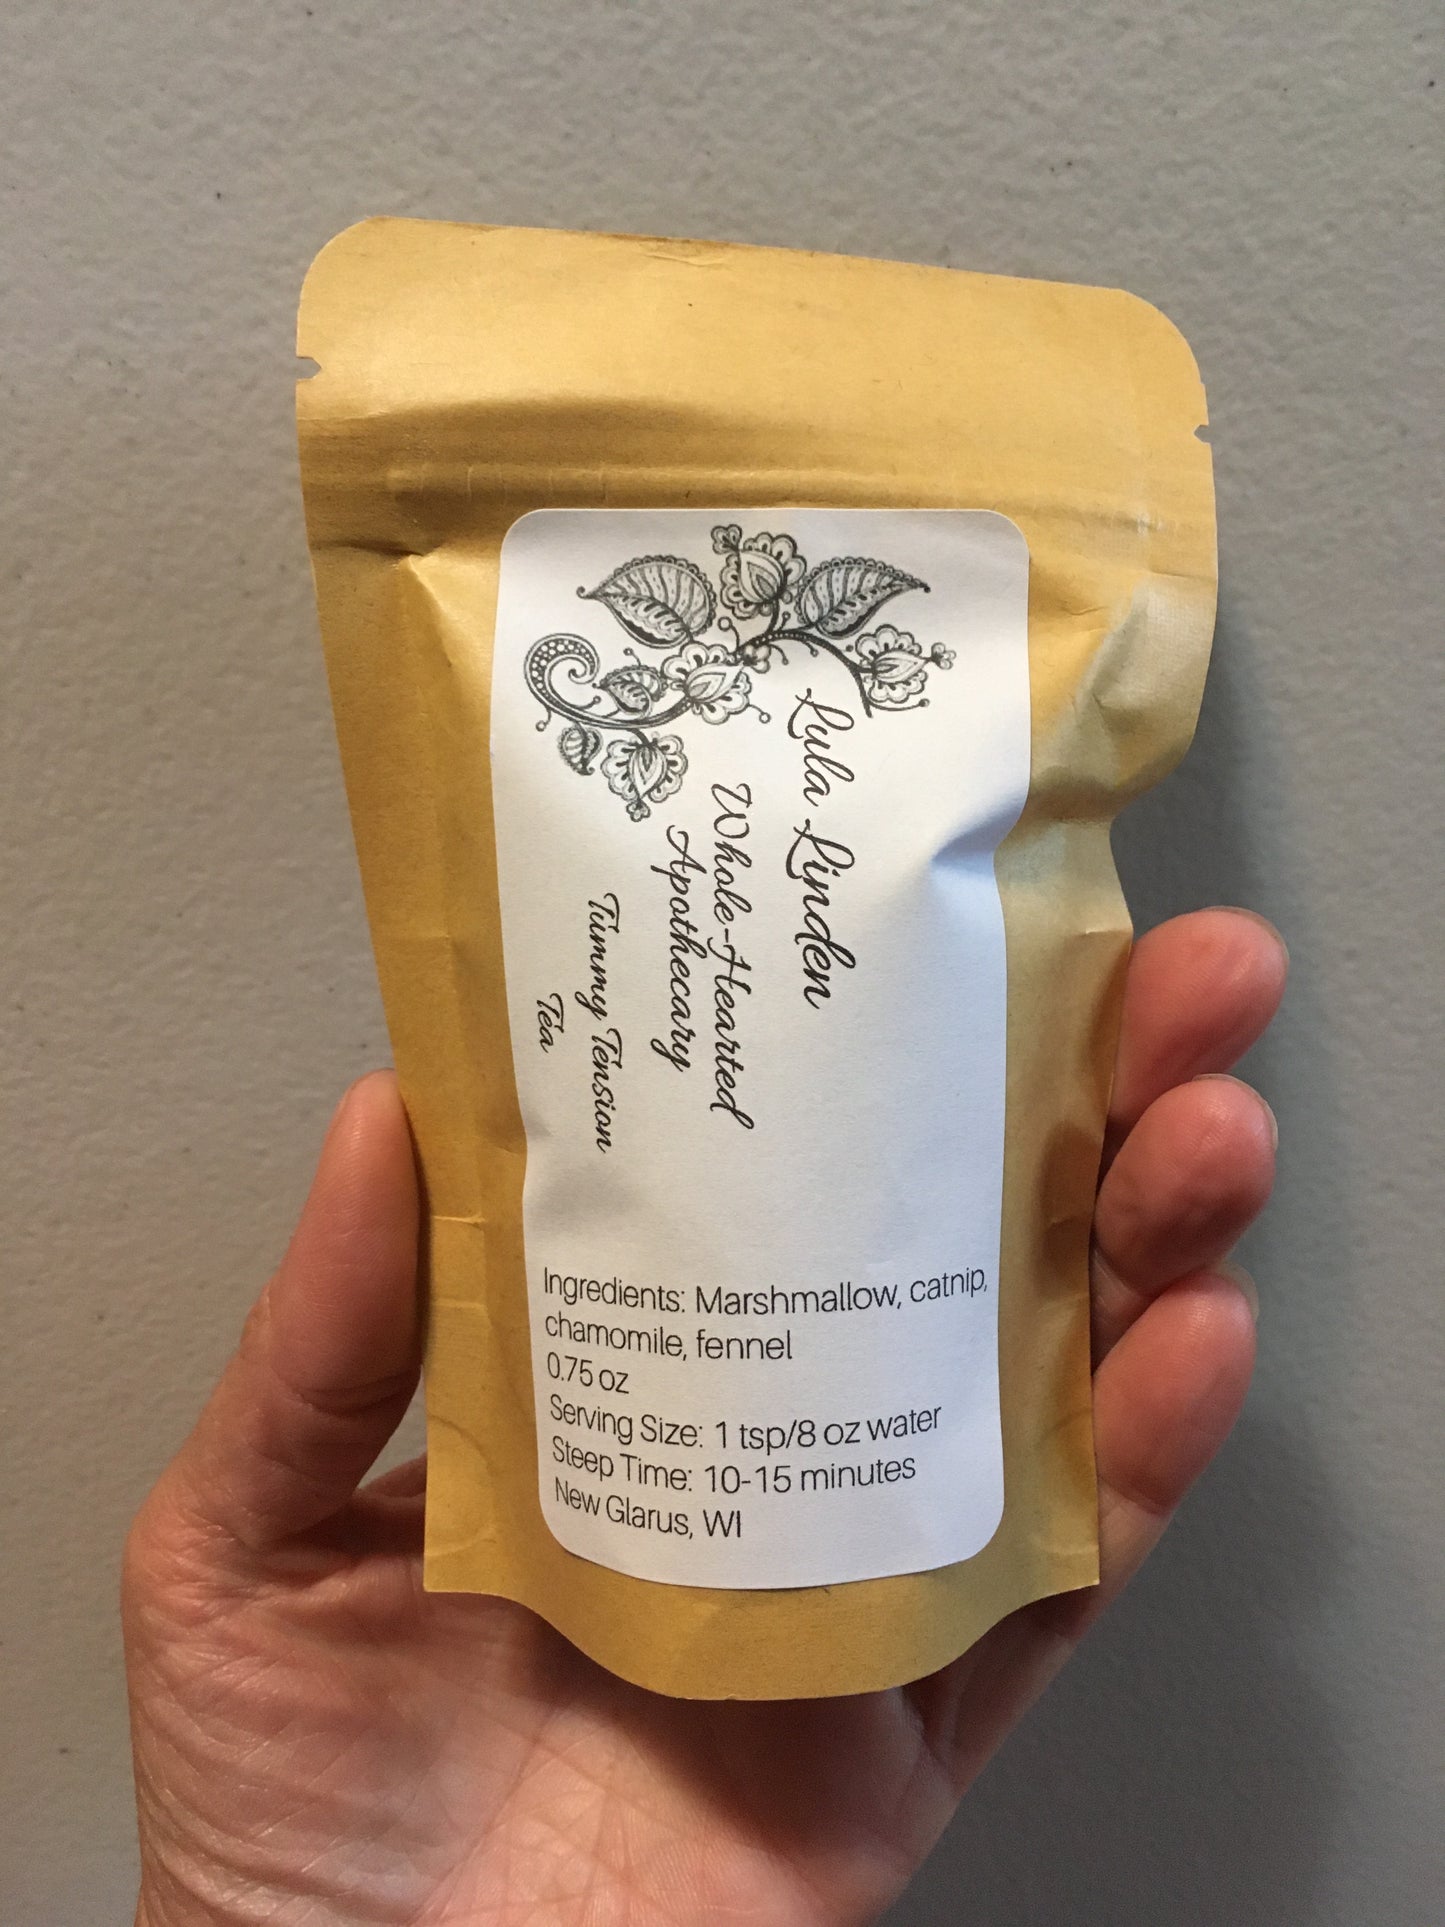 Lula Linden
Whole-Hearted
Apothecary
Tummy Tension
Tea
Ingredients: Marshmallow, catnip,
chamomile, fennel
0.75 oz
Serving Size: 1 tsp/8 oz water
Steep Time: 10-15 minutes
New Glarus, WI